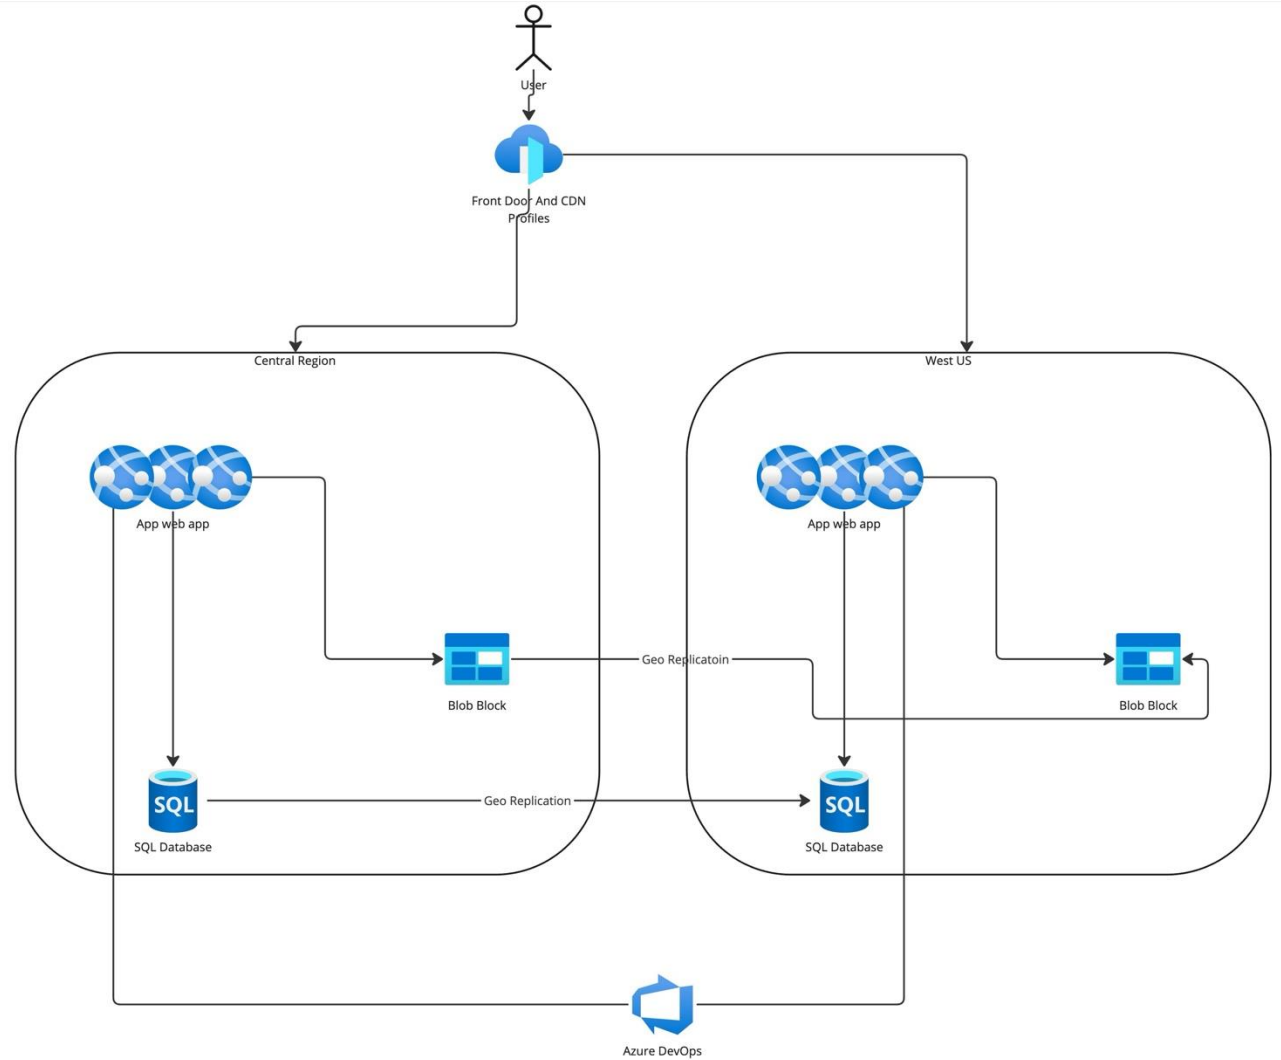 User
Front Door And CDN
Profiles
Central Region
West US
App web app
App web app
Geo Replicatoin
Blob Block
Blob Block
SQL
Geo Replication
SQL
SQL Database
SQL Database
Azure DevOps